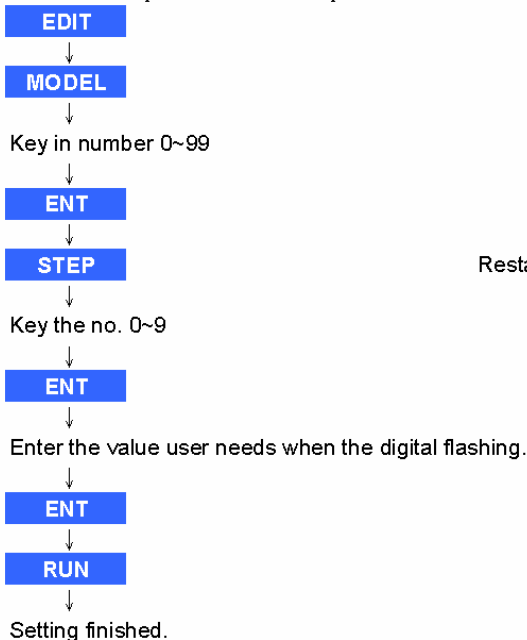 EDIT
MODEL
Key in number 0~99
ENT
STEP
Key the no. 0~9
ENT
Enter the value user needs when the digital flashing.
ENT
RUN
Setting finished.